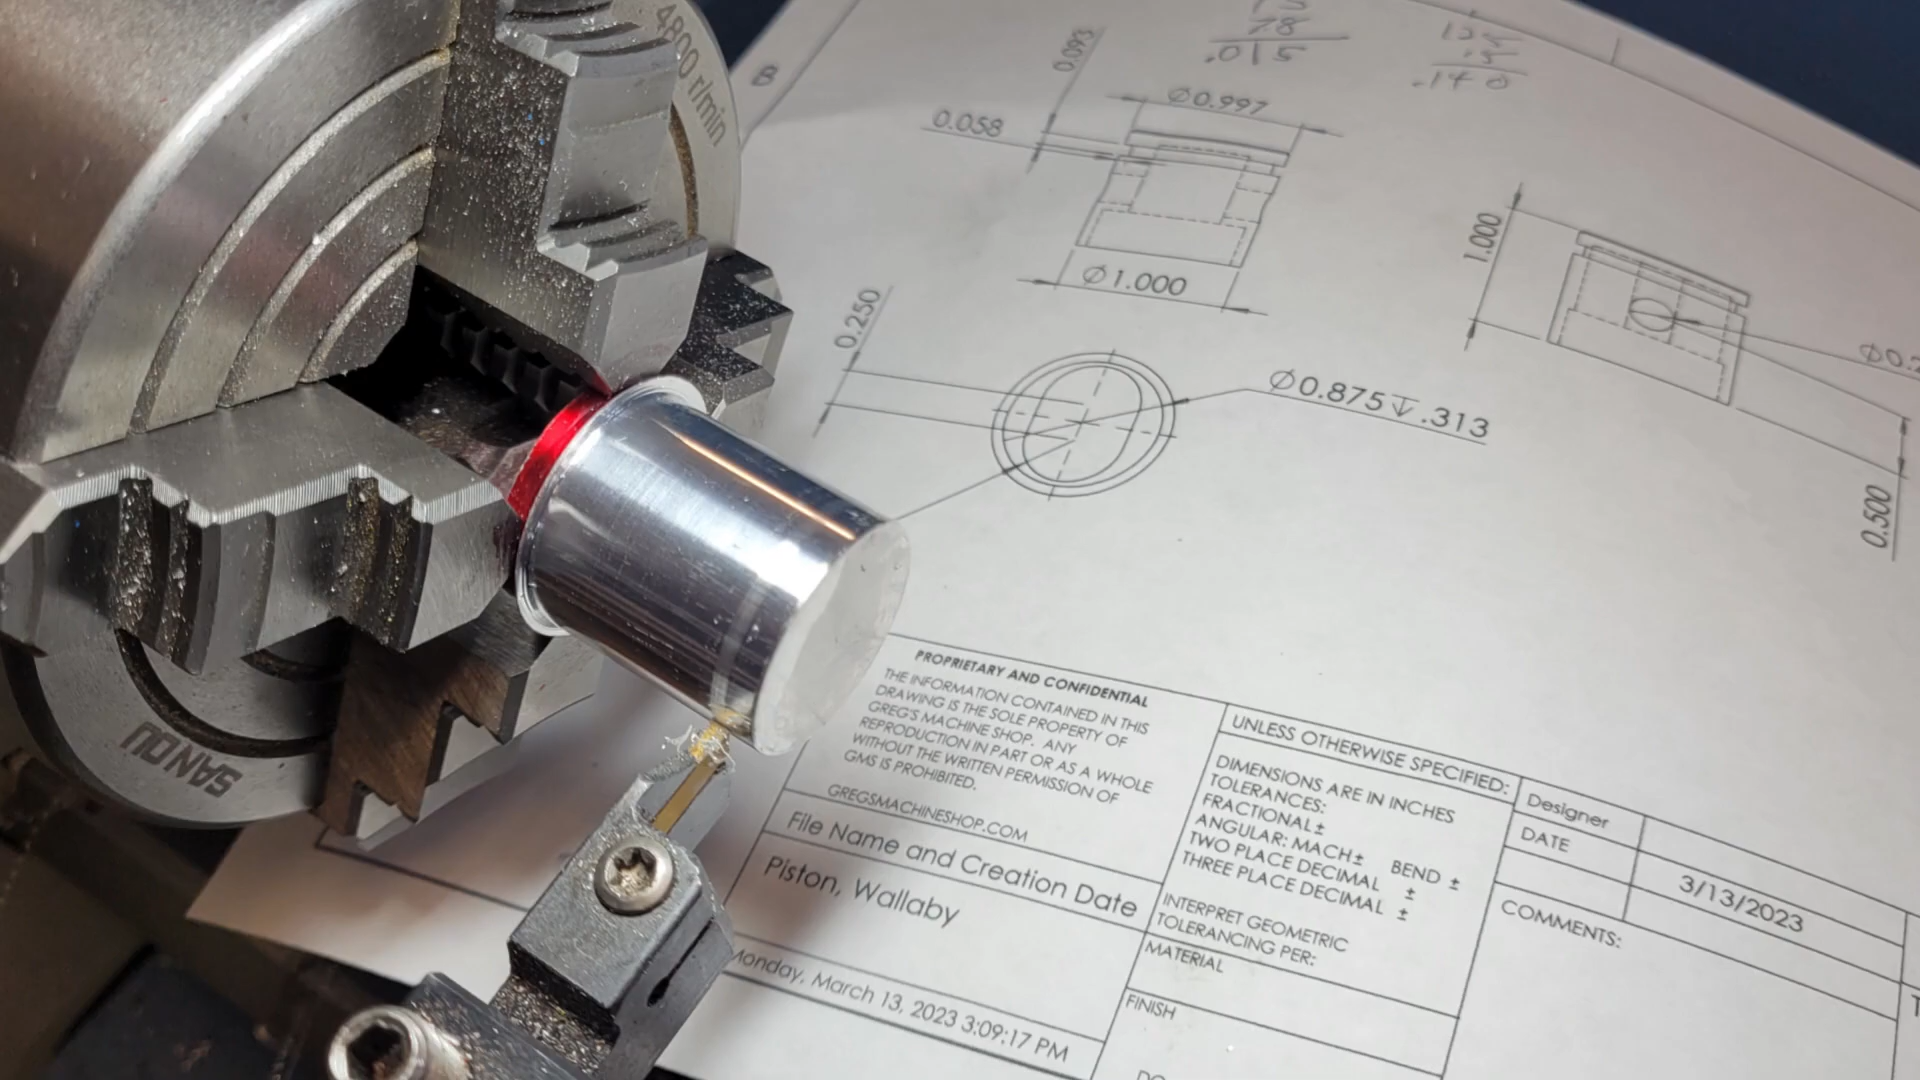 4800 r/min
SANOU
B
.015
.140
0.093
Ø0.997
0.058
Ø1.000
1.000
0.250
Ø0.875↧.313
0.500
PROPRIETARY AND CONFIDENTIAL
THE INFORMATION CONTAINED IN THIS
DRAWING IS THE SOLE PROPERTY OF
GREG'S MACHINE SHOP. ANY
REPRODUCTION IN PART OR AS A WHOLE
WITHOUT THE WRITTEN PERMISSION OF
GMS IS PROHIBITED.
GREGSMACHINESHOP.COM
File Name and Creation Date
Piston, Wallaby
Monday, March 13, 2023 3:09:17 PM
UNLESS OTHERWISE SPECIFIED:
DIMENSIONS ARE IN INCHES
TOLERANCES:
FRACTIONAL±
ANGULAR: MACH± BEND ±
TWO PLACE DECIMAL ±
THREE PLACE DECIMAL ±
INTERPRET GEOMETRIC
TOLERANCING PER:
MATERIAL
FINISH
Designer
DATE
3/13/2023
COMMENTS: